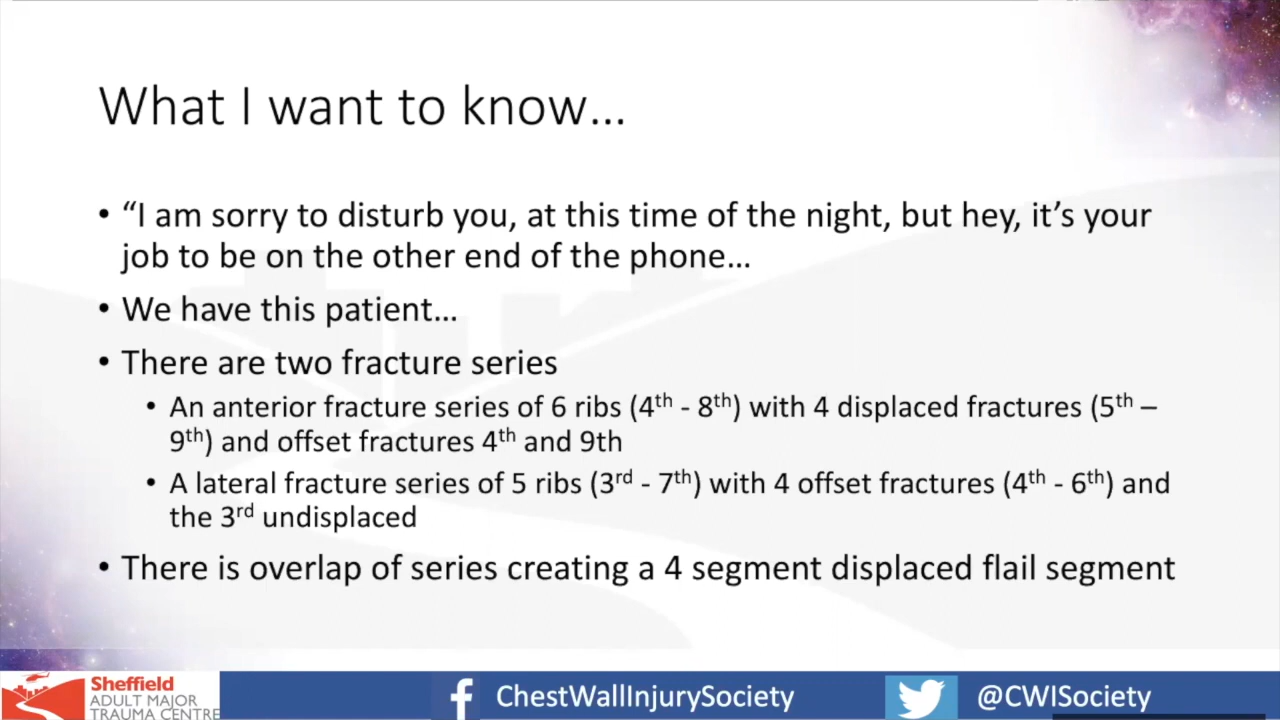 What I want to know...
• “I am sorry to disturb you, at this time of the night, but hey, it’s your
job to be on the other end of the phone...
• We have this patient...
• There are two fracture series
• An anterior fracture series of 6 ribs (4th - 8th) with 4 displaced fractures (5th –
9th) and offset fractures 4th and 9th
• A lateral fracture series of 5 ribs (3rd - 7th) with 4 offset fractures (4th - 6th) and
the 3rd undisplaced
• There is overlap of series creating a 4 segment displaced flail segment
Sheffield
ADULT MAJOR
TRAUMA CENTRE
ChestWallInjurySociety
@CWISociety